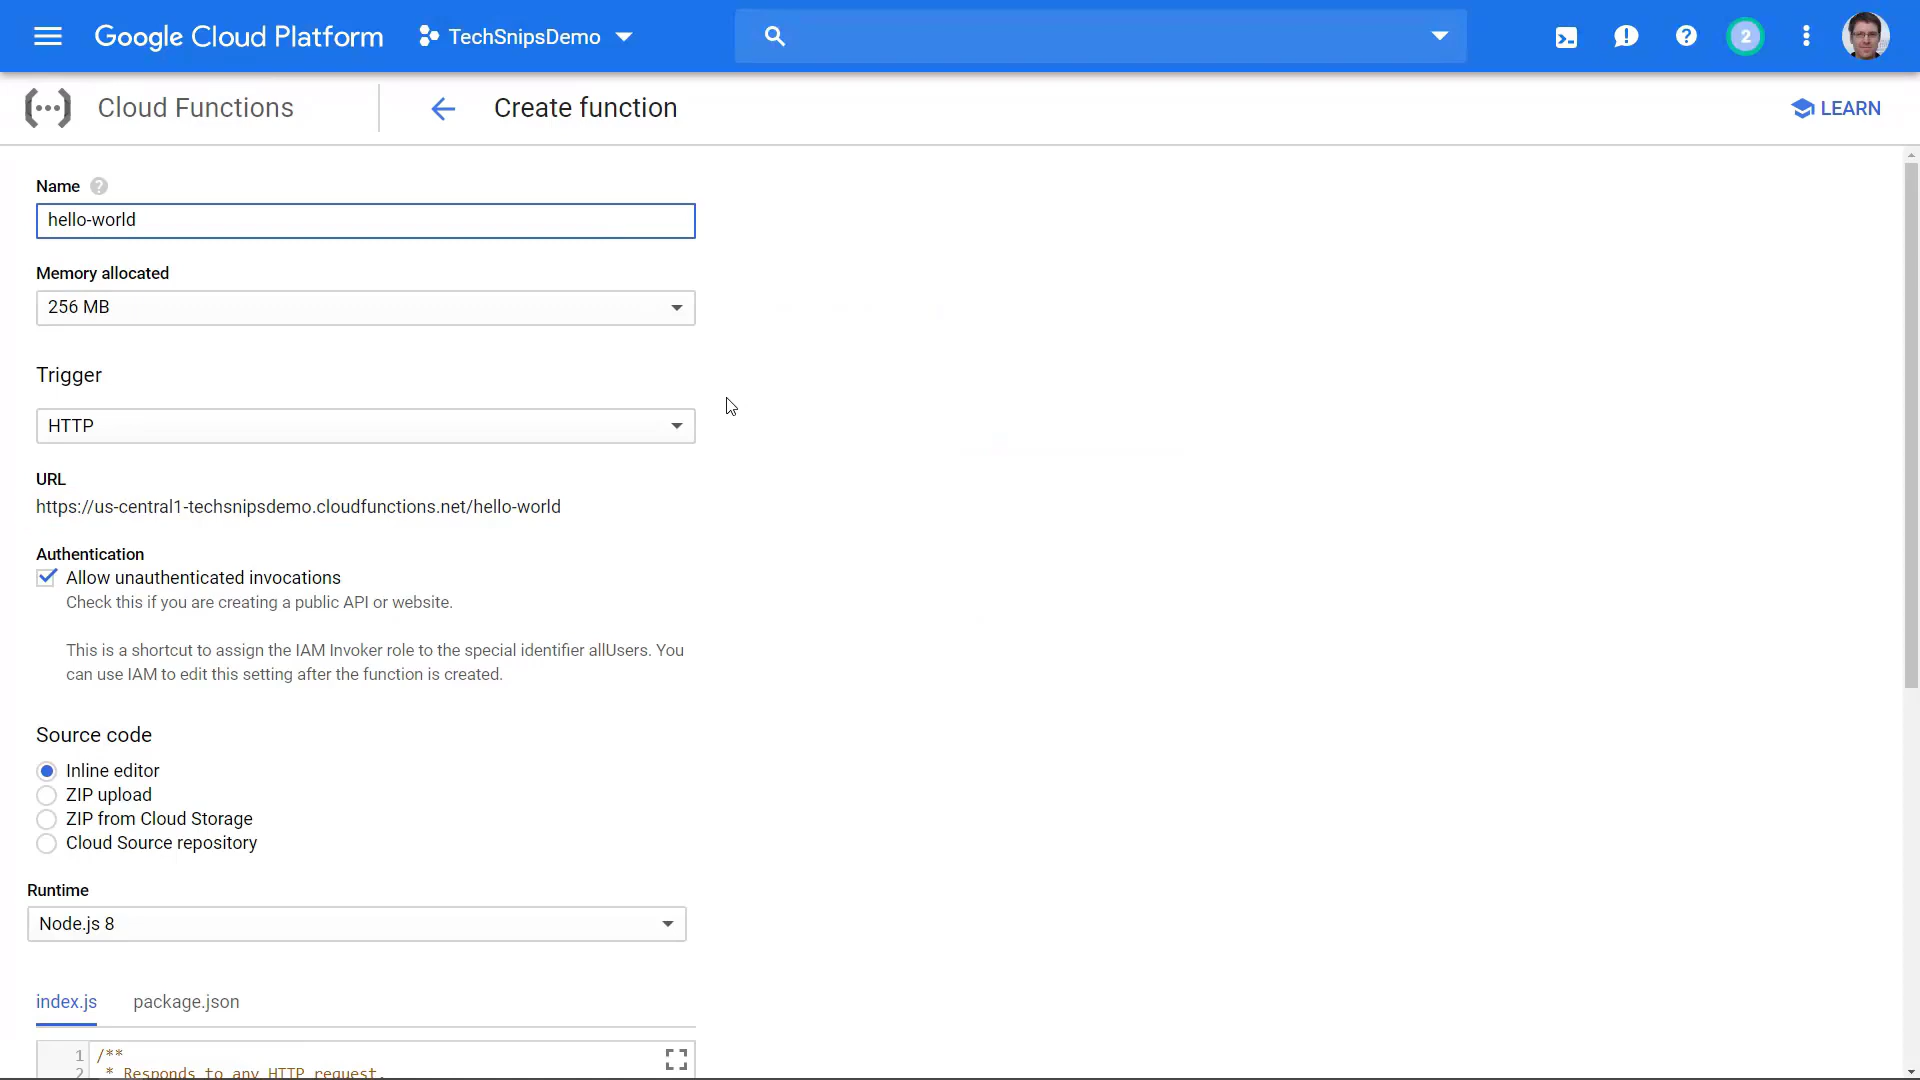 Google Cloud Platform
TechSnipsDemo
2
Cloud Functions
Create function
LEARN
Name
hello-world
Memory allocated
256 MB
Trigger
HTTP
URL
https://us-central1-techsnipsdemo.cloudfunctions.net/hello-world
Authentication
Allow unauthenticated invocations
Check this if you are creating a public API or website.
This is a shortcut to assign the IAM Invoker role to the special identifier allUsers. You
can use IAM to edit this setting after the function is created.
Source code
Inline editor
ZIP upload
ZIP from Cloud Storage
Cloud Source repository
Runtime
Node.js 8
index.js
package.json
1 /**
2 * Responds to any HTTP request.